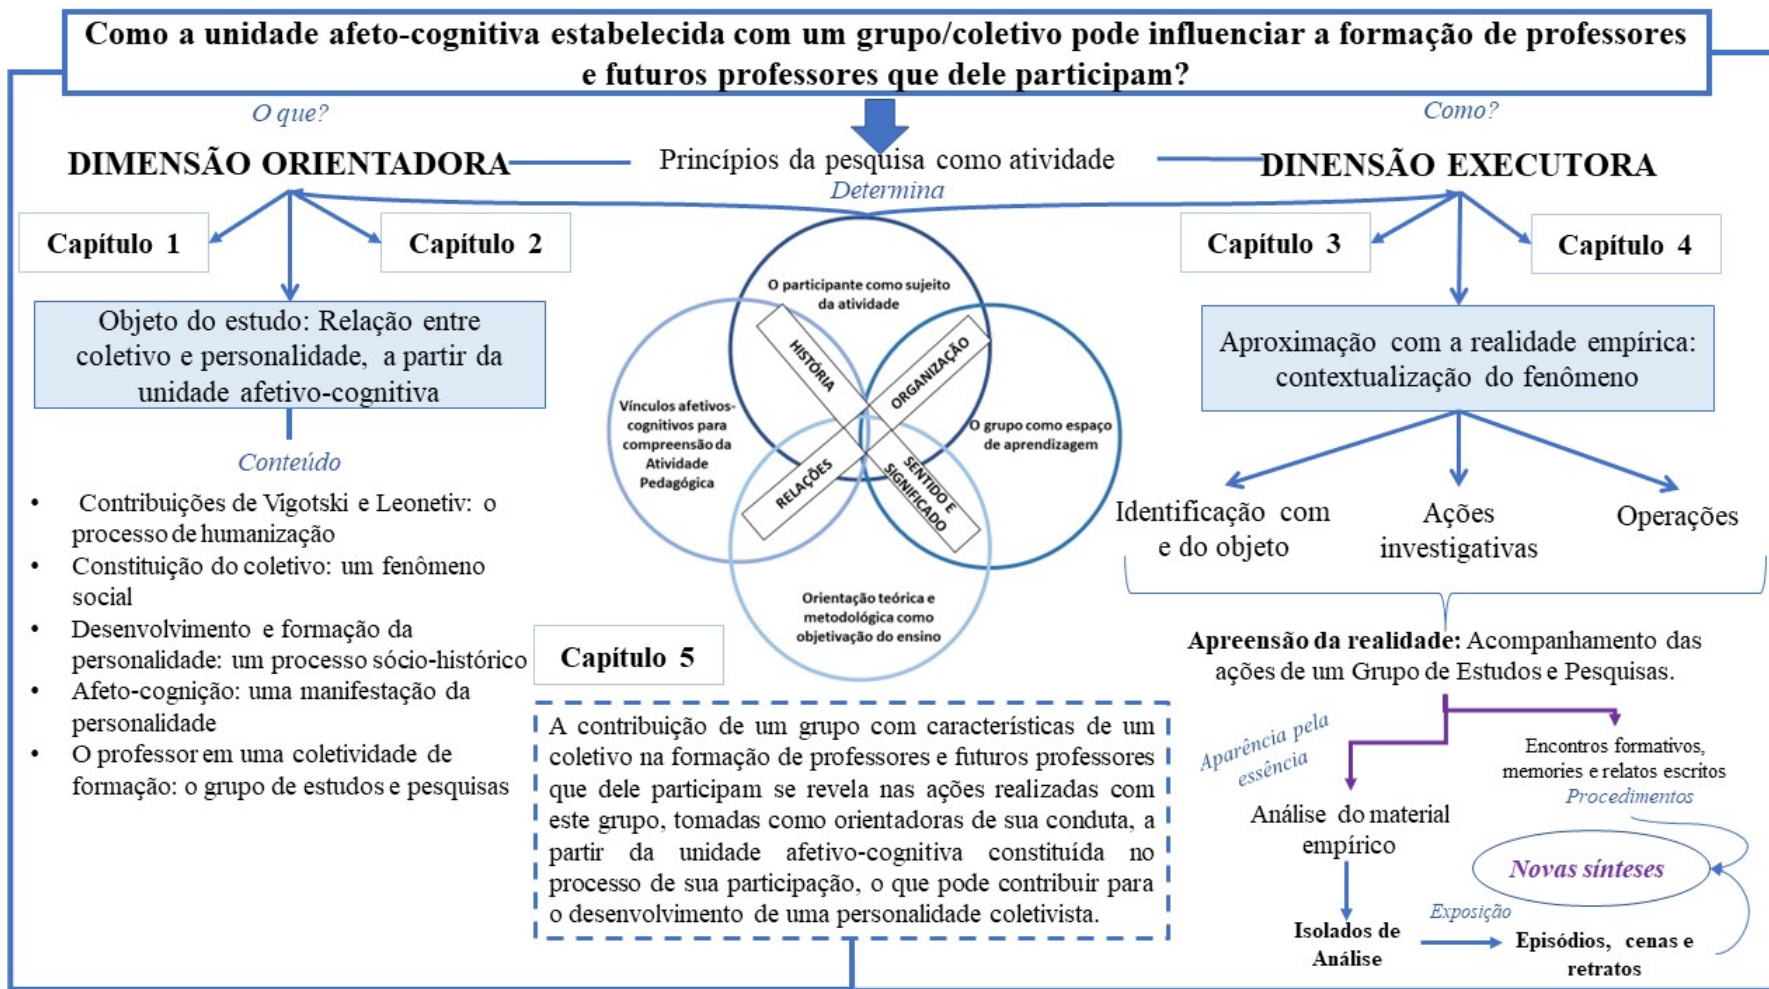 Como a unidade afeto-cognitiva estabelecida com um grupo/coletivo pode influenciar a formação de professores
e futuros professores que dele participam?
O que?
Como?
DIMENSÃO ORIENTADORA
Princípios da pesquisa como atividade
DINENSÃO EXECUTORA
Determina
Capítulo 1
Capítulo 2
Capítulo 3
Capítulo 4
Objeto do estudo: Relação entre
coletivo e personalidade, a partir da
unidade afetivo-cognitiva
Conteúdo
• Contribuições de Vigotski e Leonetiv: o
processo de humanização
• Constituição do coletivo: um fenômeno
social
• Desenvolvimento e formação da
personalidade: um processo sócio-histórico
• Afeto-cognição: uma manifestação da
personalidade
• O professor em uma coletividade de
formação: o grupo de estudos e pesquisas
O participante como sujeito
da atividade
HISTÓRIA
ORGANIZAÇÃO
Vínculos afetivos-
cognitivos para
compreensão da
Atividade
Pedagógica
O grupo como espaço
de aprendizagem
RELAÇÕES
SENTIDO E
SIGNIFICADO
Orientação teórica e
metodológica como
objetivação do ensino
Capítulo 5
A contribuição de um grupo com características de um
coletivo na formação de professores e futuros professores
que dele participam se revela nas ações realizadas com
este grupo, tomadas como orientadoras de sua conduta, a
partir da unidade afetivo-cognitiva constituída no
processo de sua participação, o que pode contribuir para
o desenvolvimento de uma personalidade coletivista.
Aproximação com a realidade empírica:
contextualização do fenômeno
Identificação com
e do objeto
Ações
investigativas
Operações
Apreensão da realidade: Acompanhamento das
ações de um Grupo de Estudos e Pesquisas.
Aparência pela
essência
Encontros formativos,
memories e relatos escritos
Procedimentos
Análise do material
empírico
Novas sínteses
Isolados de
Análise
Exposição
Episódios, cenas e
retratos